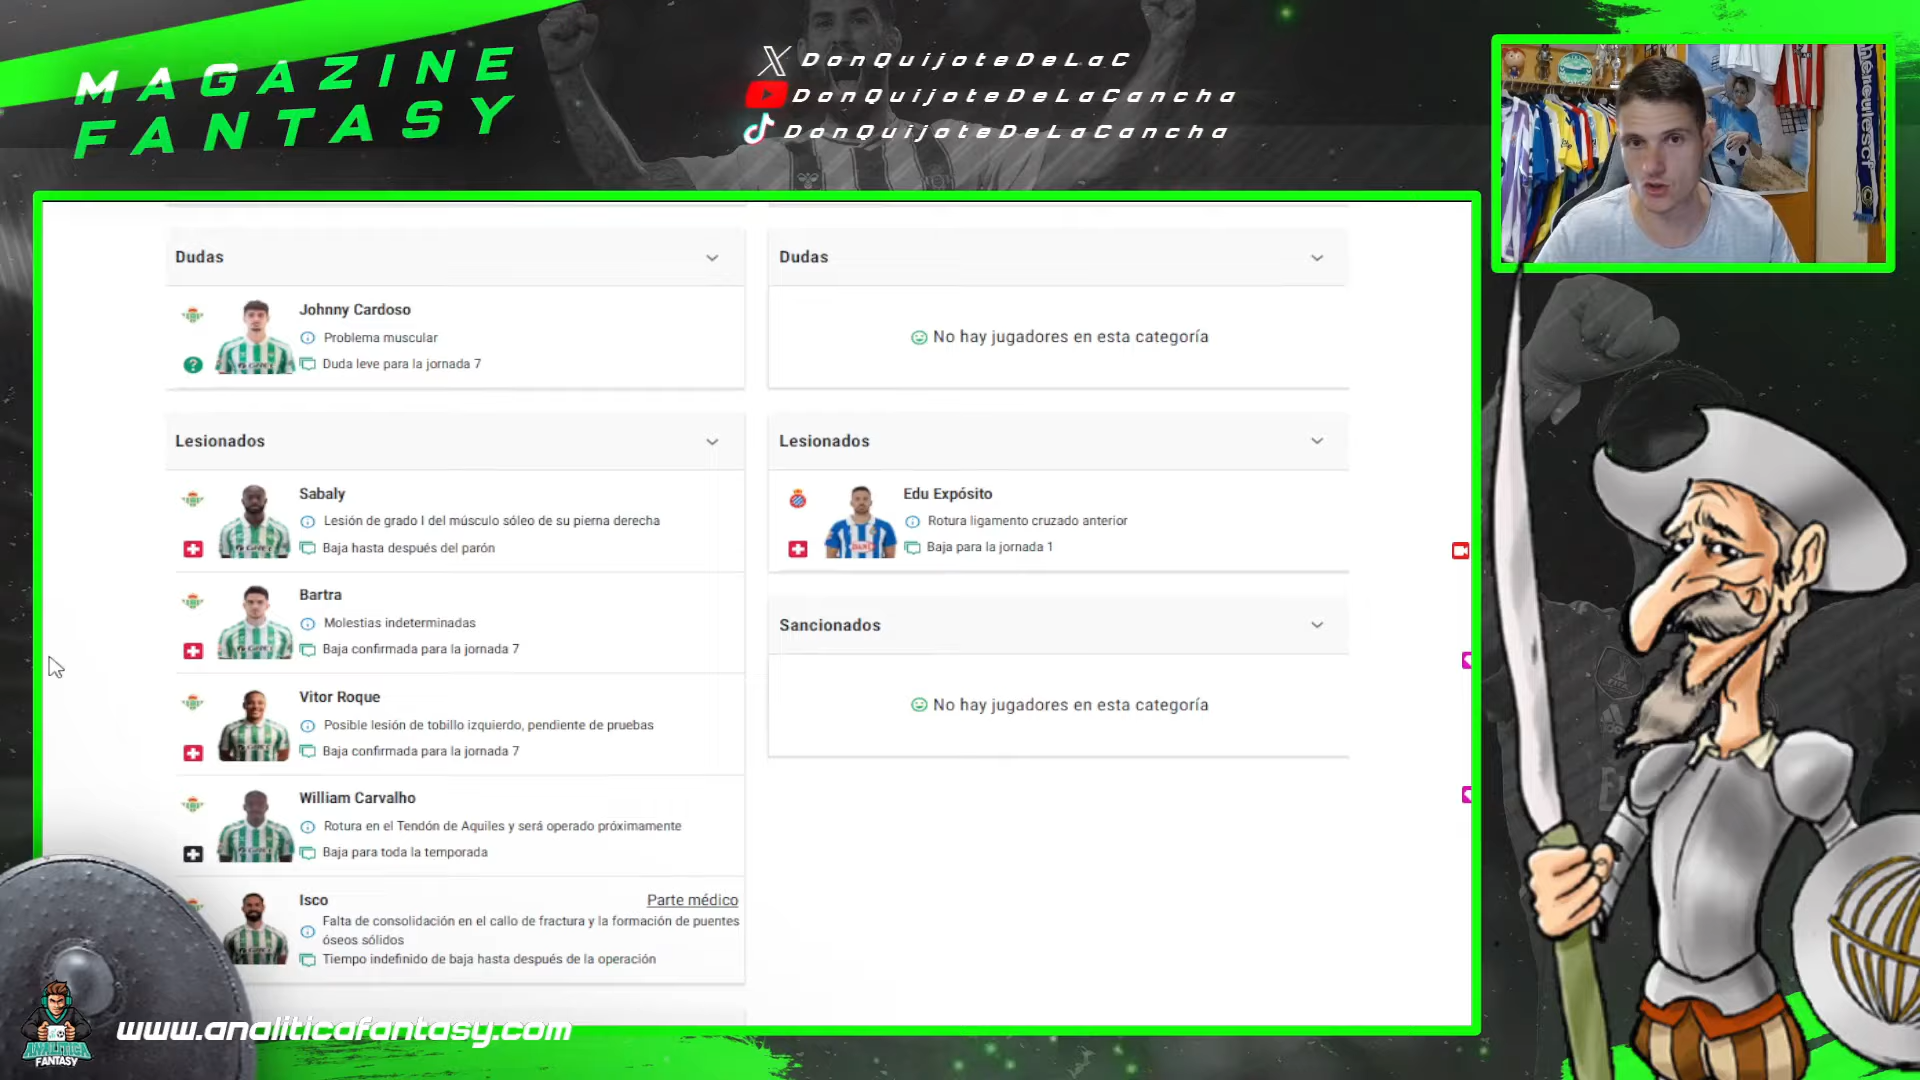 MAGAZINE
FANTASY
DonQuijoteDeLaC
DonQuijoteDeLaCancha
DonQuijoteDeLaCancha
Dudas
Johnny Cardoso
Problema muscular
Duda leve para la jornada 7
Lesionados
Sabaly
Lesión de grado I del músculo sóleo de su pierna derecha
Baja hasta después del parón
Bartra
Molestias indeterminadas
Baja confirmada para la jornada 7
Vitor Roque
Posible lesión de tobillo izquierdo, pendiente de pruebas
Baja confirmada para la jornada 7
William Carvalho
Rotura en el Tendón de Aquiles y será operado próximamente
Baja para toda la temporada
Isco
Parte médico
Falta de consolidación en el callo de fractura y la formación de puentes
óseos sólidos
Tiempo indefinido de baja hasta después de la operación
Dudas
No hay jugadores en esta categoría
Lesionados
Edu Expósito
Rotura ligamento cruzado anterior
Baja para la jornada 1
Sancionados
No hay jugadores en esta categoría
ANALITICA
FANTASY
www.analiticafantasy.com